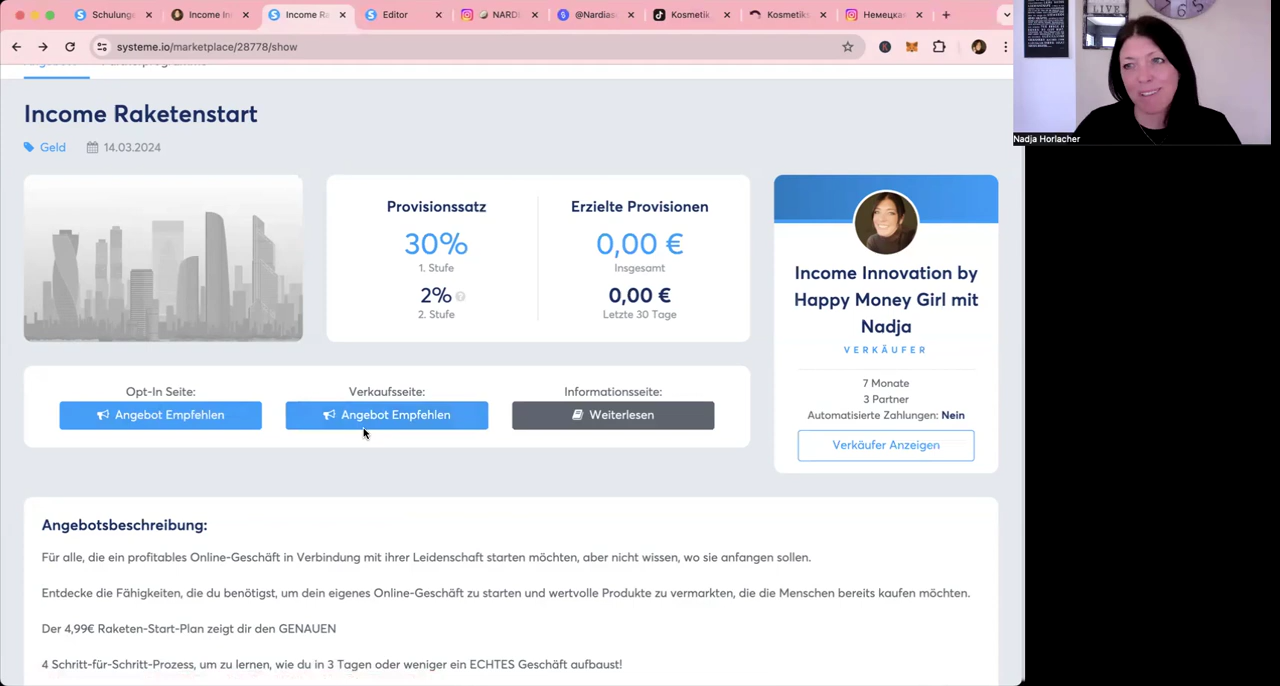 Schulunge
Income In
Income Ra
Editor
NARDI
@Nardias
Kosmetik
Kosmetiks
Немецкая
systeme.io/marketplace/28778/show
LIVE
365
Nadja Horlacher
Income Raketenstart
Geld 14.03.2024
Provisionssatz
30%
1. Stufe
2% ?
2. Stufe
Erzielte Provisionen
0,00 €
Insgesamt
0,00 €
Letzte 30 Tage
Income Innovation by
Happy Money Girl mit
Nadja
VERKÄUFER
7 Monate
3 Partner
Automatisierte Zahlungen: Nein
Verkäufer Anzeigen
Opt-In Seite:
Angebot Empfehlen
Verkaufsseite:
Angebot Empfehlen
Informationsseite:
Weiterlesen
Angebotsbeschreibung:
Für alle, die ein profitables Online-Geschäft in Verbindung mit ihrer Leidenschaft starten möchten, aber nicht wissen, wo sie anfangen sollen.
Entdecke die Fähigkeiten, die du benötigst, um dein eigenes Online-Geschäft zu starten und wertvolle Produkte zu vermarkten, die die Menschen bereits kaufen möchten.
Der 4,99€ Raketen-Start-Plan zeigt dir den GENAUEN
4 Schritt-für-Schritt-Prozess, um zu lernen, wie du in 3 Tagen oder weniger ein ECHTES Geschäft aufbaust!